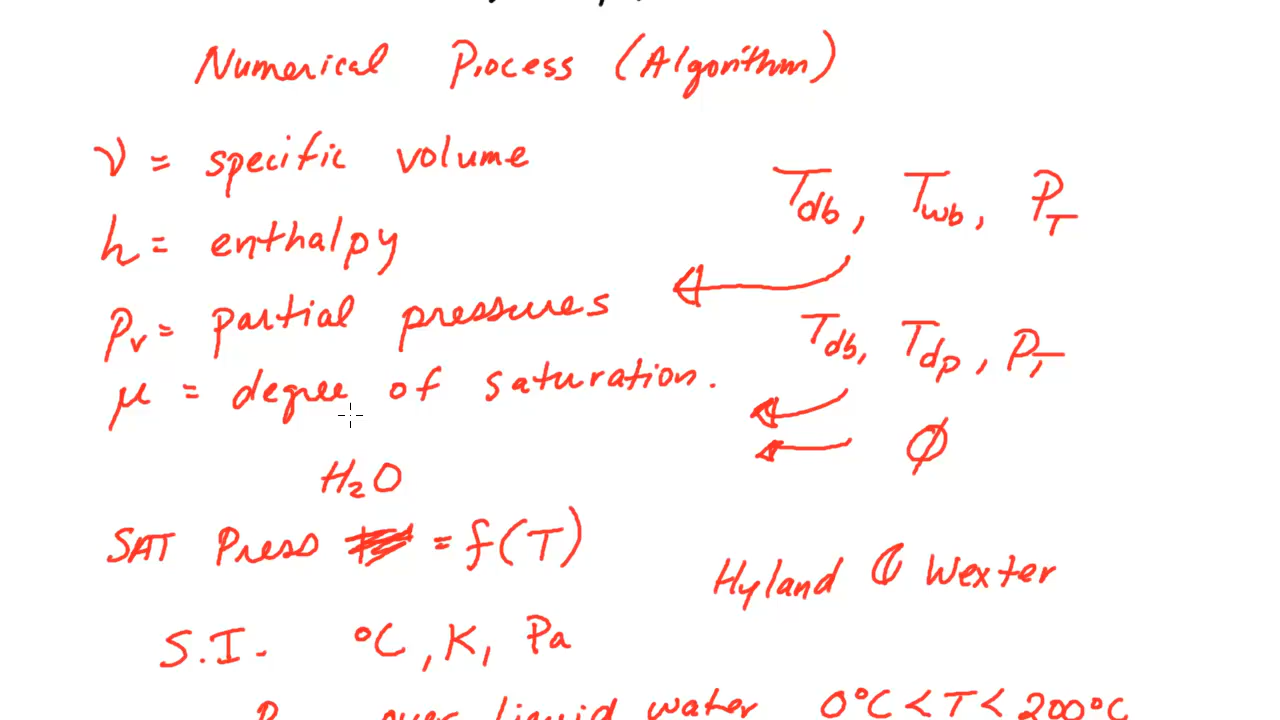 Numerical Process (Algorithm)
ν = specific volume
h = enthalpy
Pv = partial pressures
μ = degree of saturation.
Tdb, Twb, PT
Tdb, Tdp, PT
φ
H2O
SAT Press = f(T)
Hyland & Wexter
S.I. °C, K, Pa
over liquid water 0°C < T < 200°C